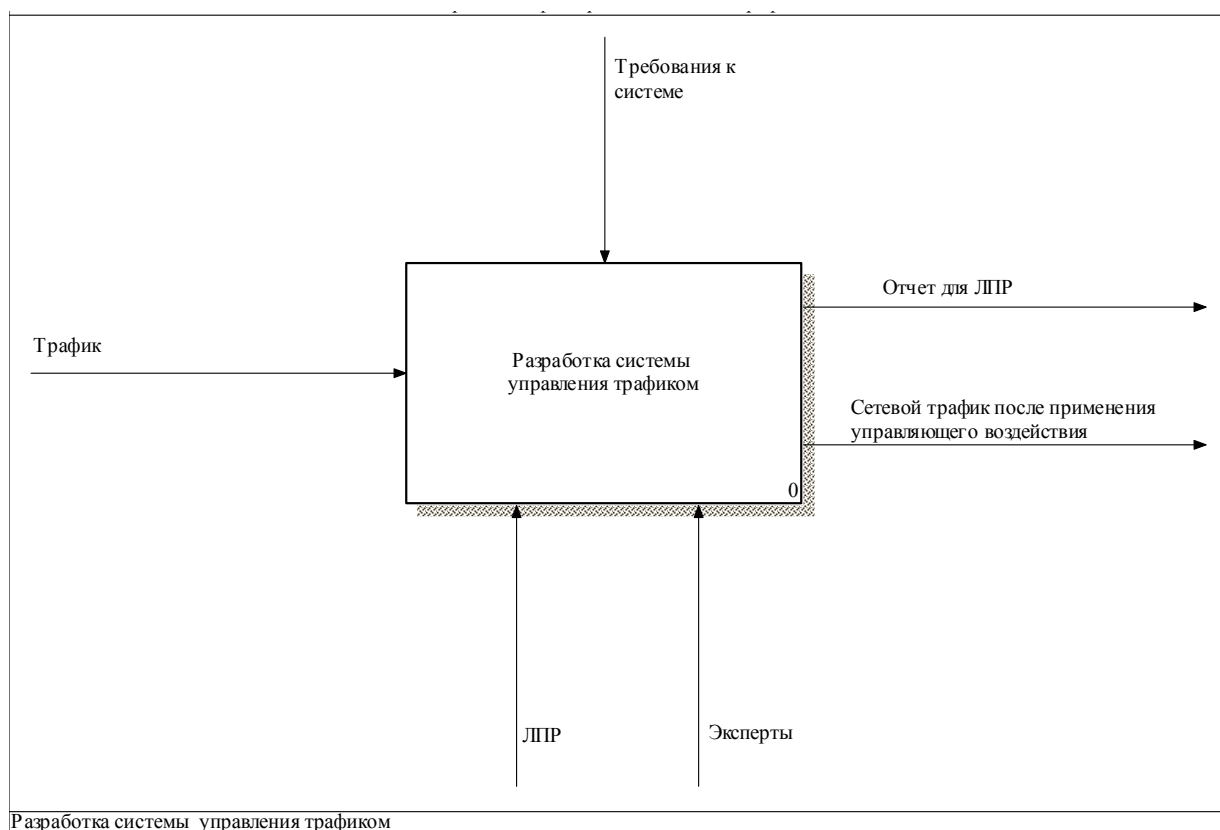 Требования к
системе
Отчет для ЛПР
Трафик
Разработка системы
управления трафиком
Сетевой трафик после применения
управляющего воздействия
0
ЛПР
Эксперты
Разработка системы управления трафиком